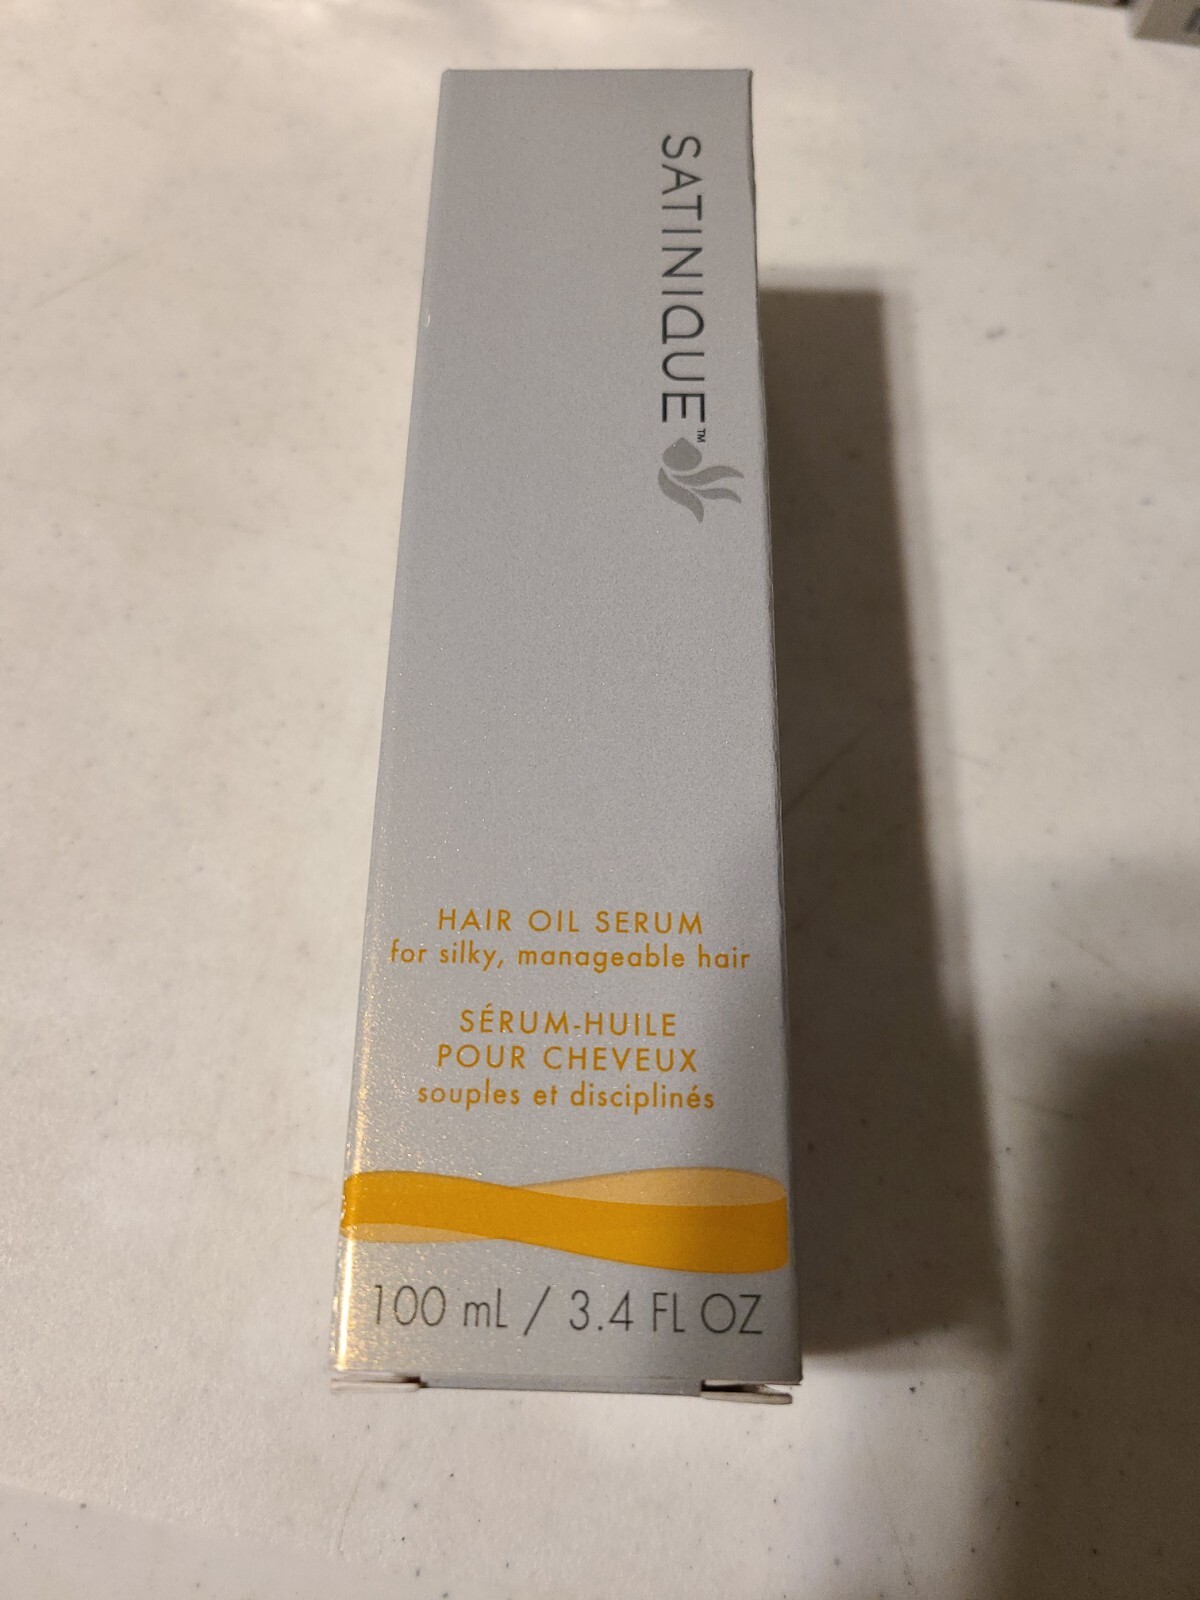 SATINIQUE™
HAIR OIL SERUM
for silky, manageable hair
SÉRUM-HUILE
POUR CHEVEUX
souples et disciplinés
100 mL / 3.4 FL OZ